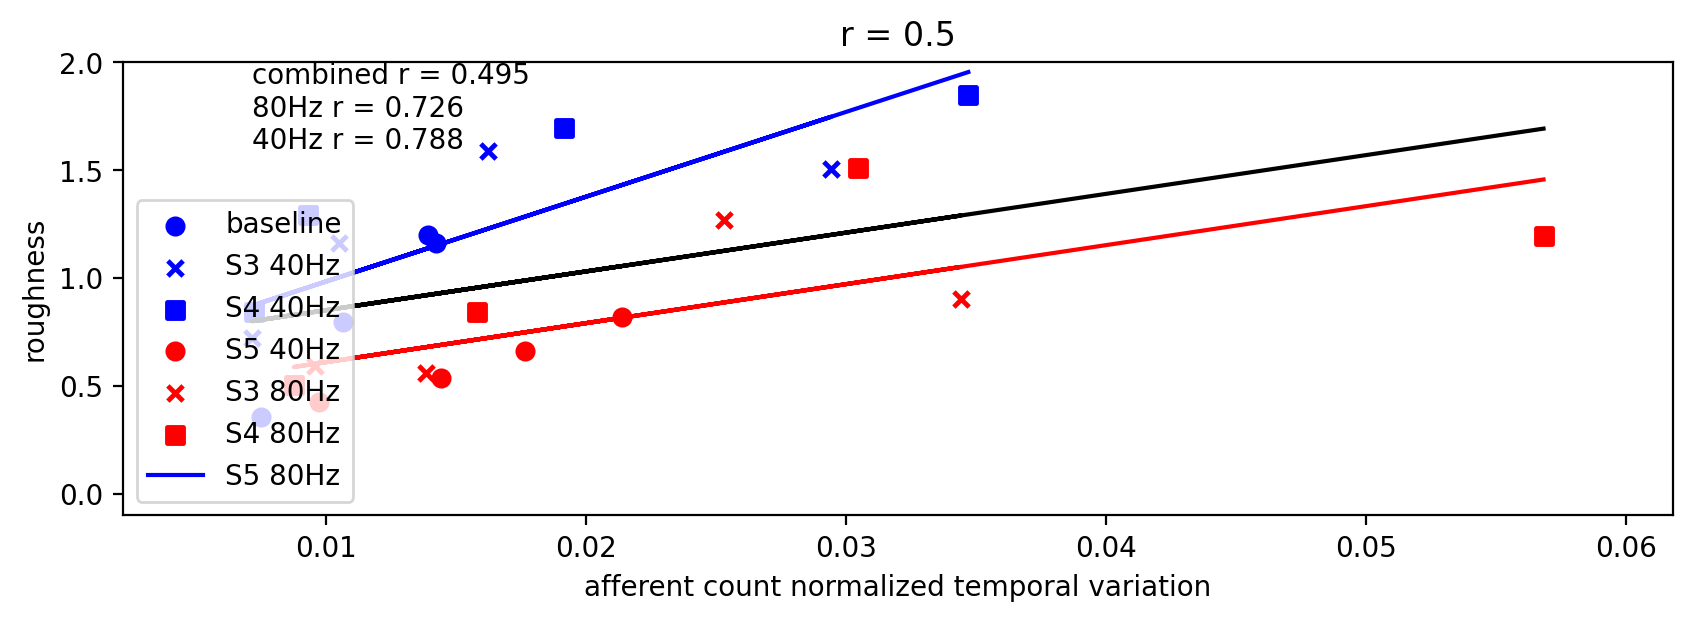 r = 0.5
combined r = 0.495
80Hz r = 0.726
40Hz r = 0.788
roughness
2.0
1.5
1.0
0.5
0.0
baseline
S3 40Hz
S4 40Hz
S5 40Hz
S3 80Hz
S4 80Hz
S5 80Hz
0.01 0.02 0.03 0.04 0.05 0.06
afferent count normalized temporal variation